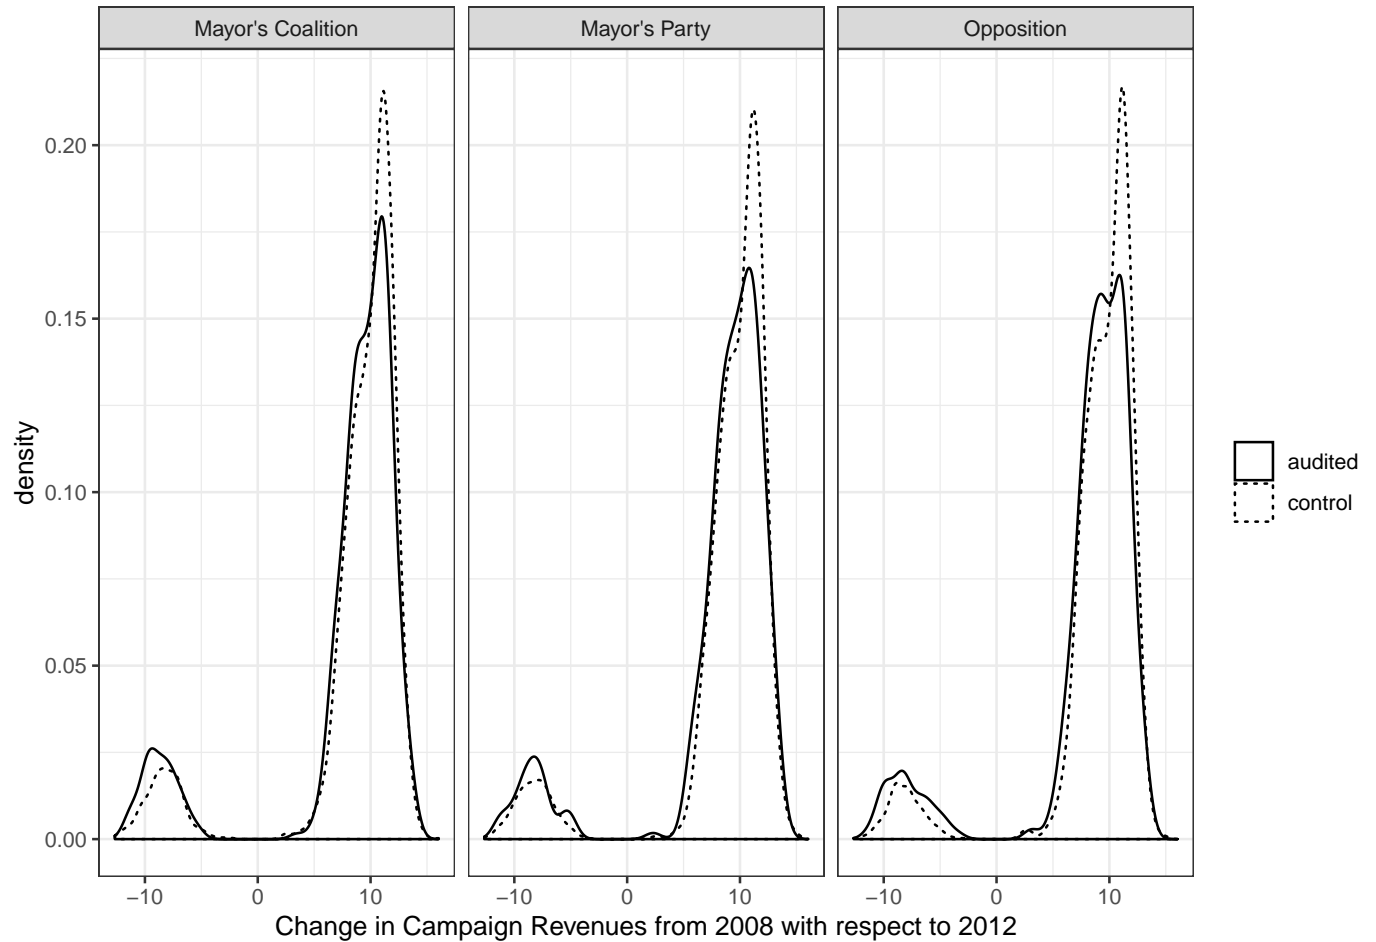 Mayor's Coalition
Mayor's Party
Opposition
0.20
0.15
0.10
0.05
0.00
density
−10
0
10
−10
0
10
−10
0
10
Change in Campaign Revenues from 2008 with respect to 2012
audited
control